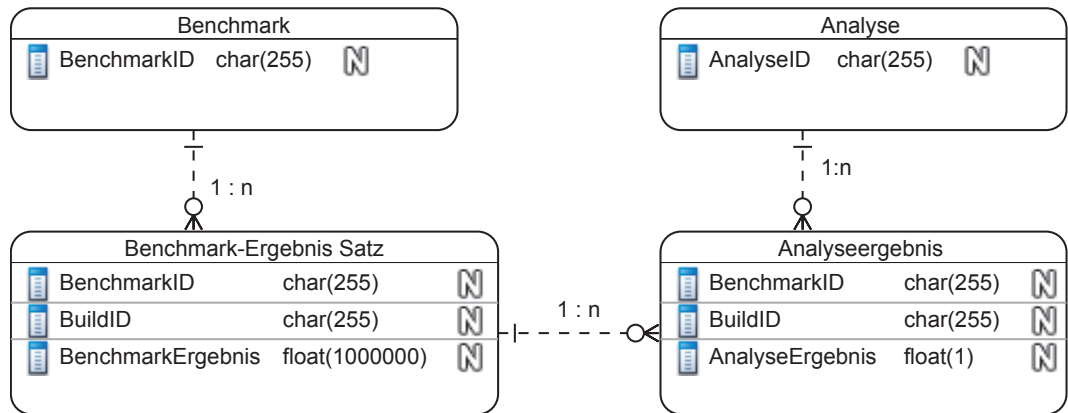 Benchmark
BenchmarkID char(255) N
Analyse
AnalyseID char(255) N
1 : n
1:n
Benchmark-Ergebnis Satz
BenchmarkID char(255) N
BuildID char(255) N
BenchmarkErgebnis float(1000000) N
1 : n
Analyseergebnis
BenchmarkID char(255) N
BuildID char(255) N
AnalyseErgebnis float(1) N